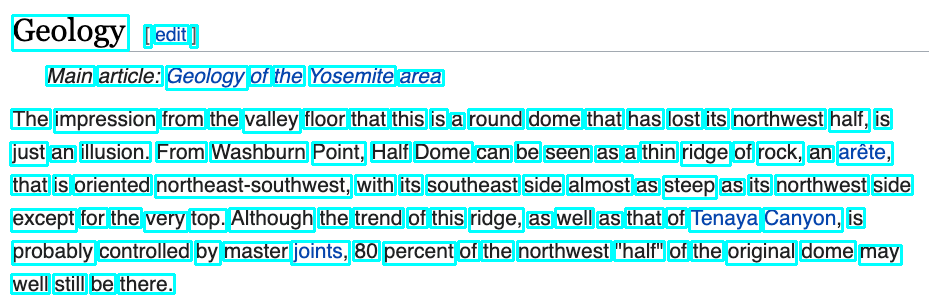 Geology [edit]
Main article: Geology of the Yosemite area
The impression from the valley floor that this is a round dome that has lost its northwest half, is
just an illusion. From Washburn Point, Half Dome can be seen as a thin ridge of rock, an arête,
that is oriented northeast-southwest, with its southeast side almost as steep as its northwest side
except for the very top. Although the trend of this ridge, as well as that of Tenaya Canyon, is
probably controlled by master joints, 80 percent of the northwest "half" of the original dome may
well still be there.